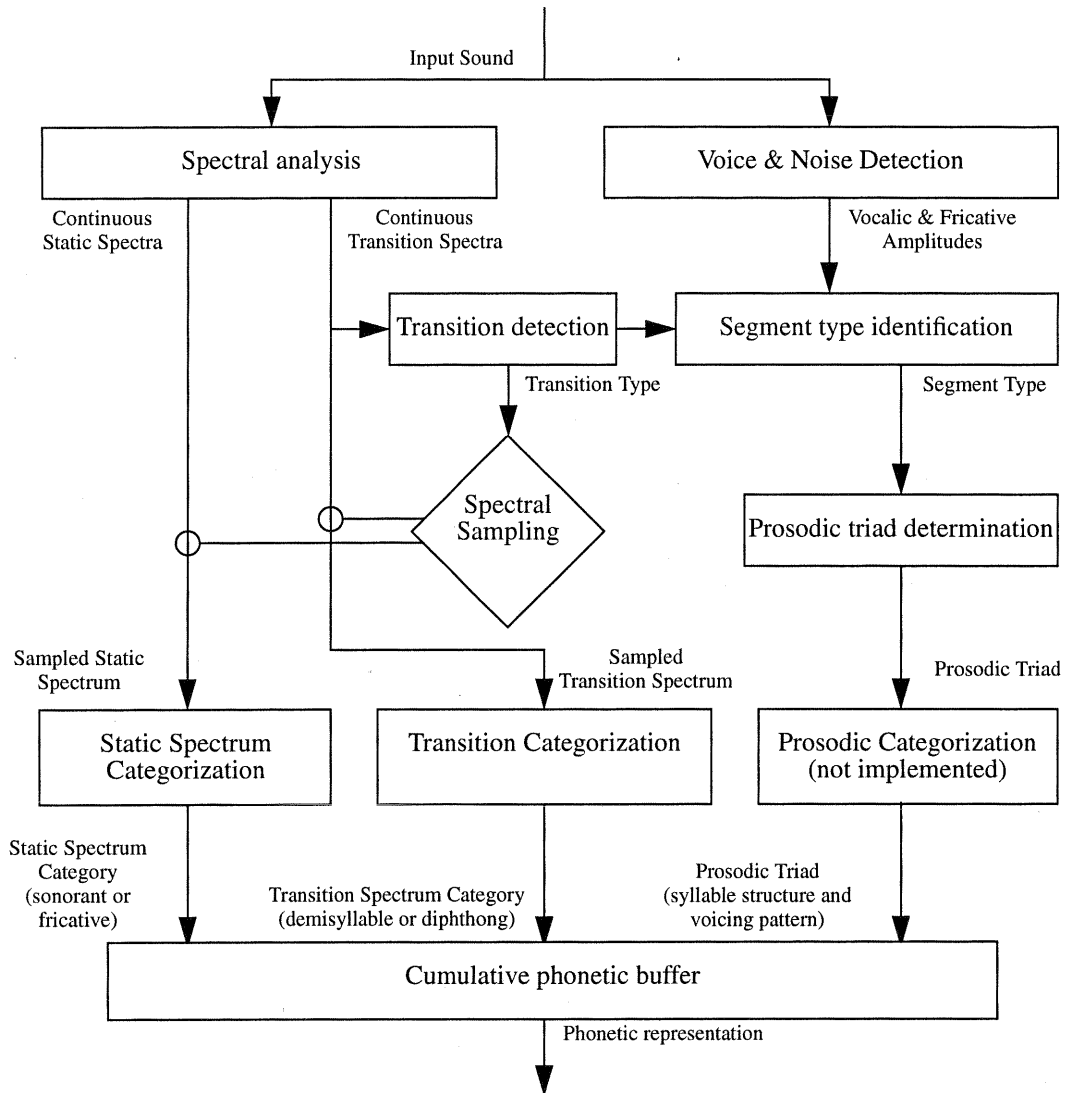 Input Sound
Spectral analysis
Voice & Noise Detection
Continuous
Static Spectra
Continuous
Transition Spectra
Vocalic & Fricative
Amplitudes
Transition detection
Segment type identification
Transition Type
Segment Type
Spectral
Sampling
Prosodic triad determination
Sampled Static
Spectrum
Sampled
Transition Spectrum
Prosodic Triad
Static Spectrum
Categorization
Transition Categorization
Prosodic Categorization
(not implemented)
Static Spectrum
Category
(sonorant or
fricative)
Transition Spectrum Category
(demisyllable or diphthong)
Prosodic Triad
(syllable structure and
voicing pattern)
Cumulative phonetic buffer
Phonetic representation